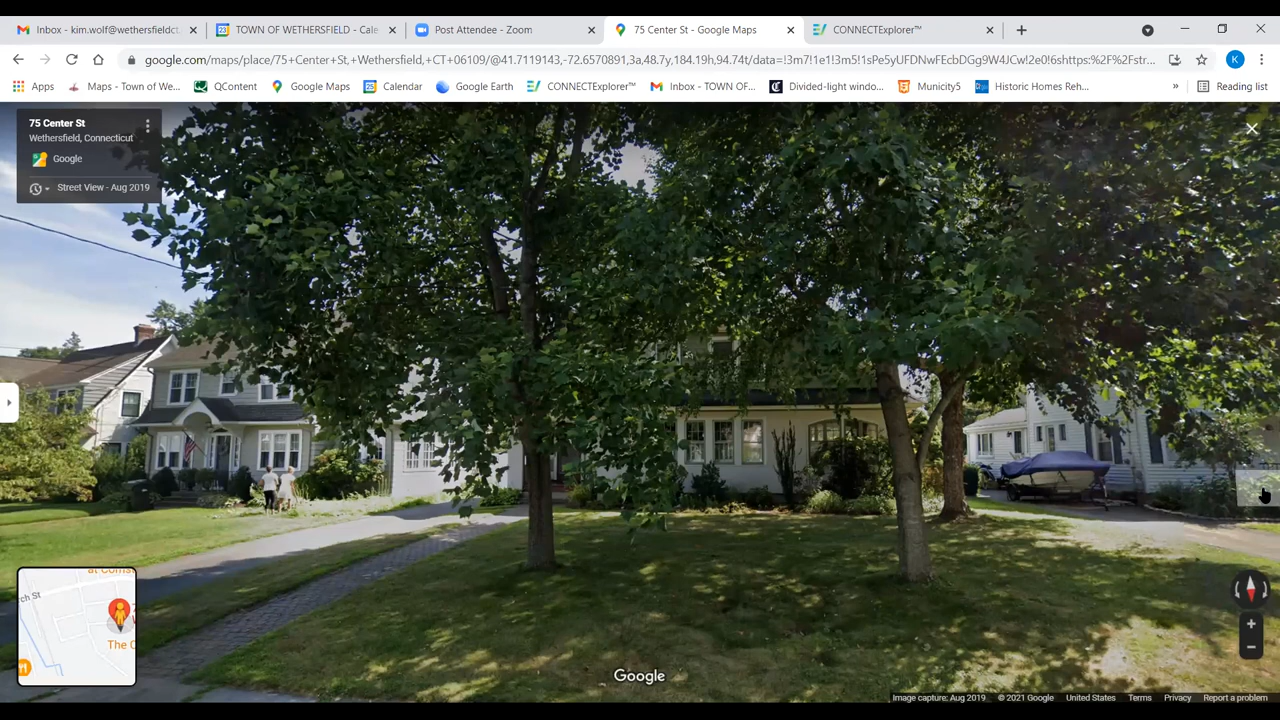 Inbox - kim.wolf@wethersfieldct.
TOWN OF WETHERSFIELD - Cale
Post Attendee - Zoom
75 Center St - Google Maps
CONNECTExplorer™
google.com/maps/place/75+Center+St,+Wethersfield,+CT+06109/@41.7119143,-72.6570891,3a,48.7y,184.19h,94.74t/data=!3m7!1e1!3m5!1sPe5yUFDNwFEcbDGg9W4JCw!2e0!6shttps:%2F%2Fstr...
K
Apps
Maps - Town of We...
QContent
Google Maps
Calendar
Google Earth
CONNECTExplorer™
Inbox - TOWN OF...
Divided-light windo...
Municity5
Historic Homes Reh...
»
Reading list
75 Center St
Wethersfield, Connecticut
Google
Street View - Aug 2019
ch St
The C
Google
Image capture: Aug 2019 © 2021 Google United States Terms Privacy Report a problem